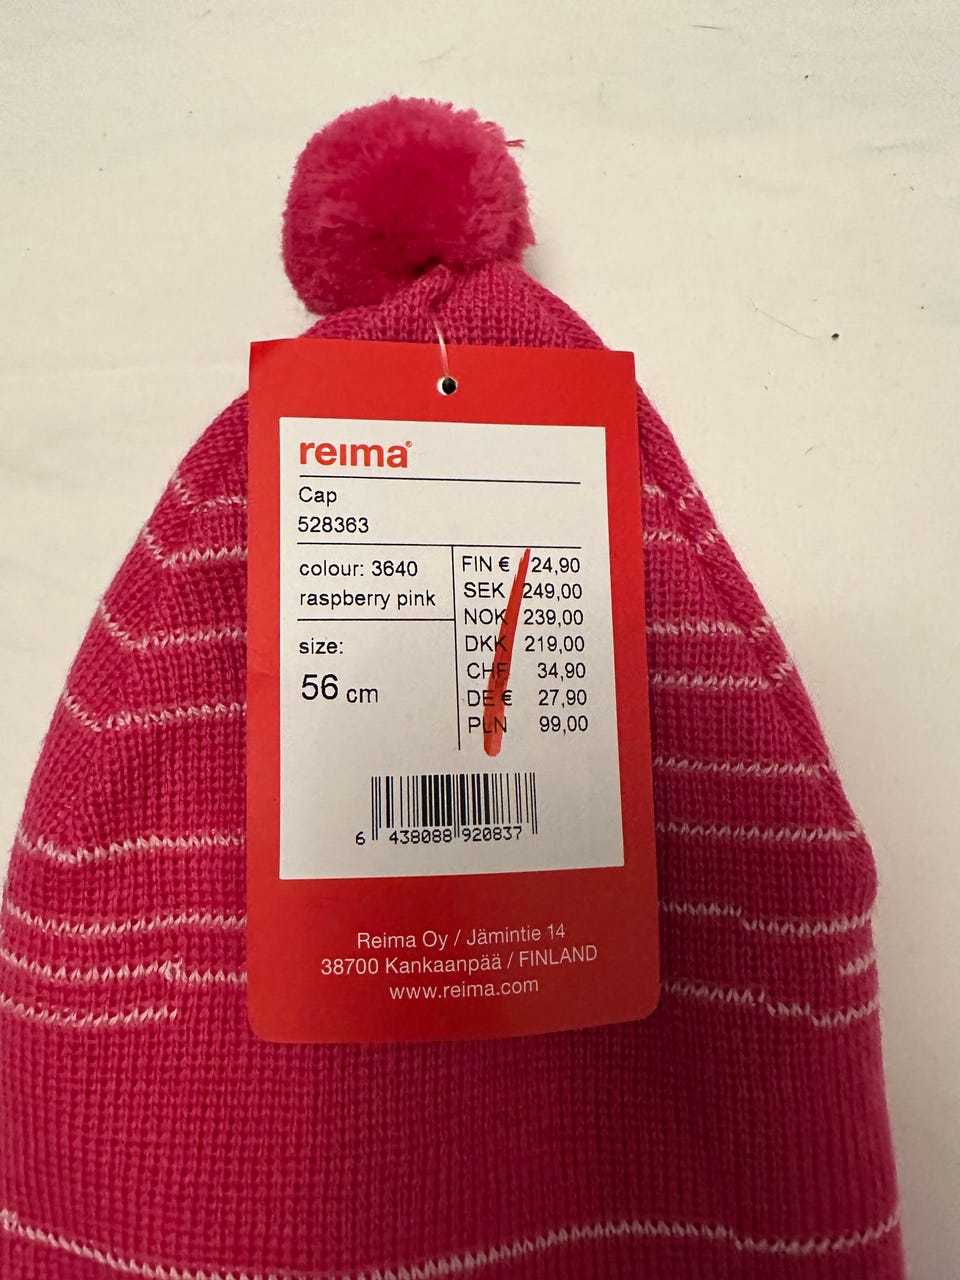 reima®
Cap
528363
colour: 3640
raspberry pink
size:
56 cm
FIN € 24,90
SEK 249,00
NOK 239,00
DKK 219,00
CHF 34,90
DE € 27,90
PLN 99,00
6 438088 920837
Reima Oy / Jämintie 14
38700 Kankaanpää / FINLAND
www.reima.com